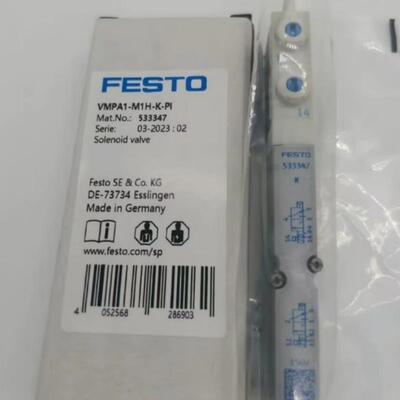 FESTO
VMPA1-M1H-K-PI
Mat.No.: 533347
Serie: 03-2023 : 02
Solenoid valve
Festo SE & Co. KG
DE-73734 Esslingen
Made in Germany
www.festo.com/sp
4 052568 286903
14
FESTO
533347
K